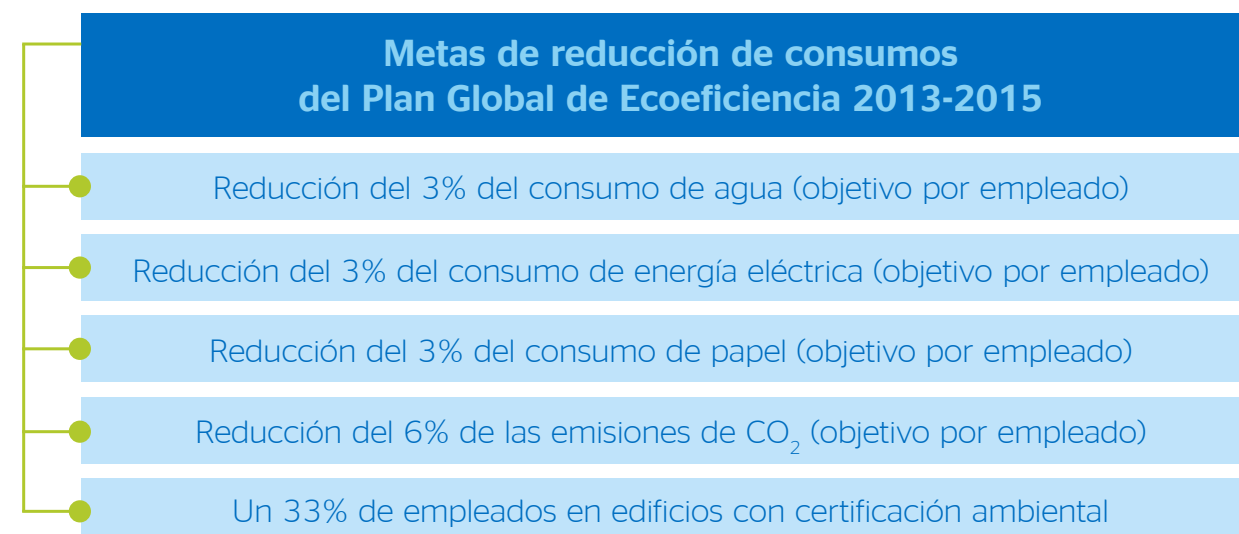 Metas de reducción de consumos
del Plan Global de Ecoeficiencia 2013-2015
Reducción del 3% del consumo de agua (objetivo por empleado)
Reducción del 3% del consumo de energía eléctrica (objetivo por empleado)
Reducción del 3% del consumo de papel (objetivo por empleado)
Reducción del 6% de las emisiones de CO₂ (objetivo por empleado)
Un 33% de empleados en edificios con certificación ambiental